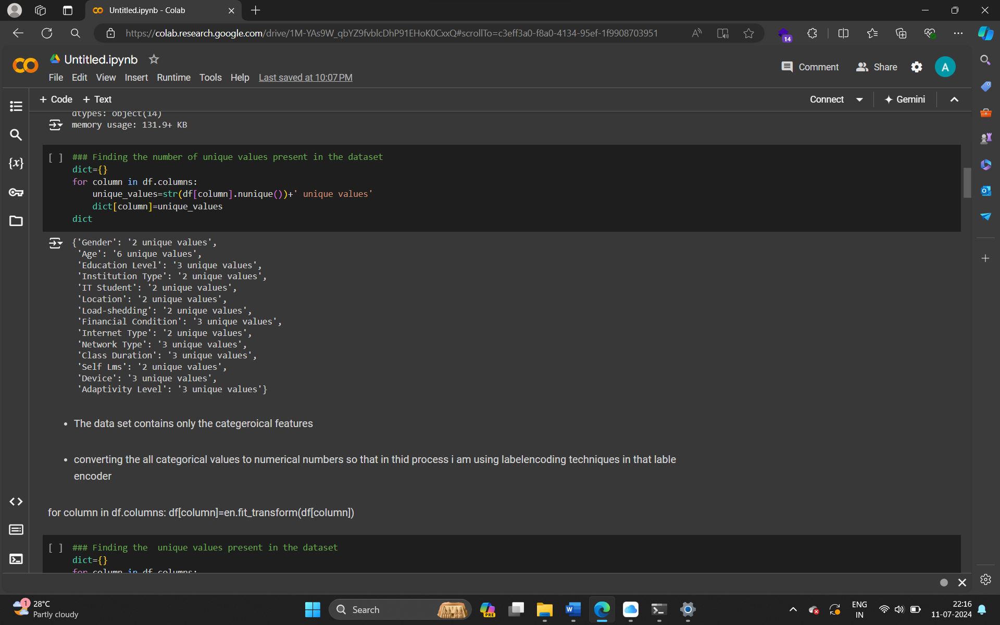 Untitled.ipynb - Colab
https://colab.research.google.com/drive/1M-YAs9W_qbYZ9fvblcDhP91EHoK0CxxQ#scrollTo=c3eff3a0-f8a0-4134-95ef-1f9908703951
14
Untitled.ipynb
File Edit View Insert Runtime Tools Help Last saved at 10:07 PM
Comment Share A
+ Code + Text
Connect Gemini
dtypes: object(14)
memory usage: 131.9+ KB
[ ] ### Finding the number of unique values present in the dataset
dict={}
for column in df.columns:
    unique_values=str(df[column].nunique())+' unique values'
    dict[column]=unique_values
dict
{'Gender': '2 unique values',
 'Age': '6 unique values',
 'Education Level': '3 unique values',
 'Institution Type': '2 unique values',
 'IT Student': '2 unique values',
 'Location': '2 unique values',
 'Load-shedding': '2 unique values',
 'Financial Condition': '3 unique values',
 'Internet Type': '2 unique values',
 'Network Type': '3 unique values',
 'Class Duration': '3 unique values',
 'Self Lms': '2 unique values',
 'Device': '3 unique values',
 'Adaptivity Level': '3 unique values'}
• The data set contains only the categeroical features
• converting the all categorical values to numerical numbers so that in thid process i am using labelencoding techniques in that lable
encoder
for column in df.columns: df[column]=en.fit_transform(df[column])
[ ] ### Finding the  unique values present in the dataset
dict={}
for column in df.columns:
1
28°C
Partly cloudy
Search
PRE
ENG
IN
22:16
11-07-2024